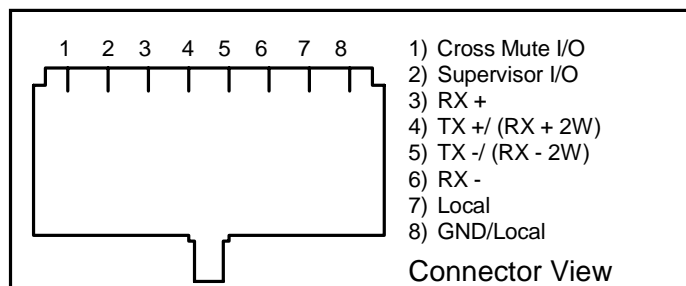 1 2 3 4 5 6 7 8
1) Cross Mute I/O
2) Supervisor I/O
3) RX +
4) TX +/ (RX + 2W)
5) TX -/ (RX - 2W)
6) RX -
7) Local
8) GND/Local
Connector View